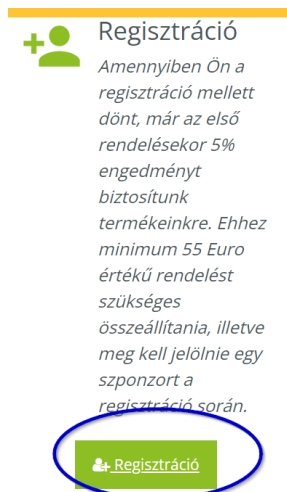 Regisztráció
Amennyiben Ön a
regisztráció mellett
dönt, már az első
rendelésekor 5%
engedményt
biztosítunk
termékeinkre. Ehhez
minimum 55 Euro
értékű rendelést
szükséges
összeállítania, illetve
meg kell jelölnie egy
szponzort a
regisztráció során.
Regisztráció